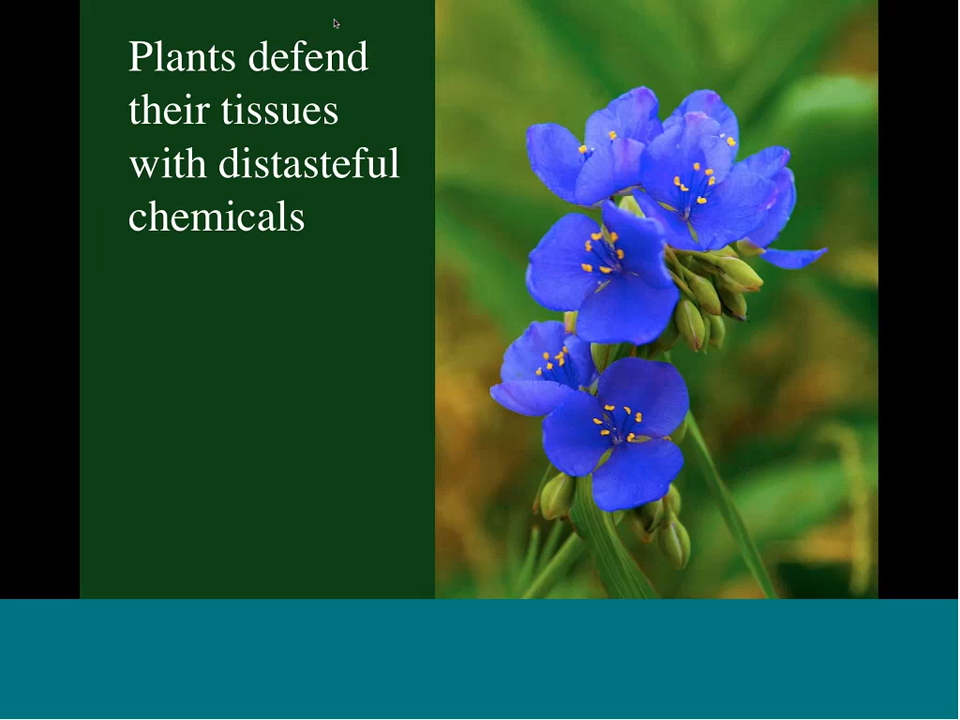 Plants defend
their tissues
with distasteful
chemicals